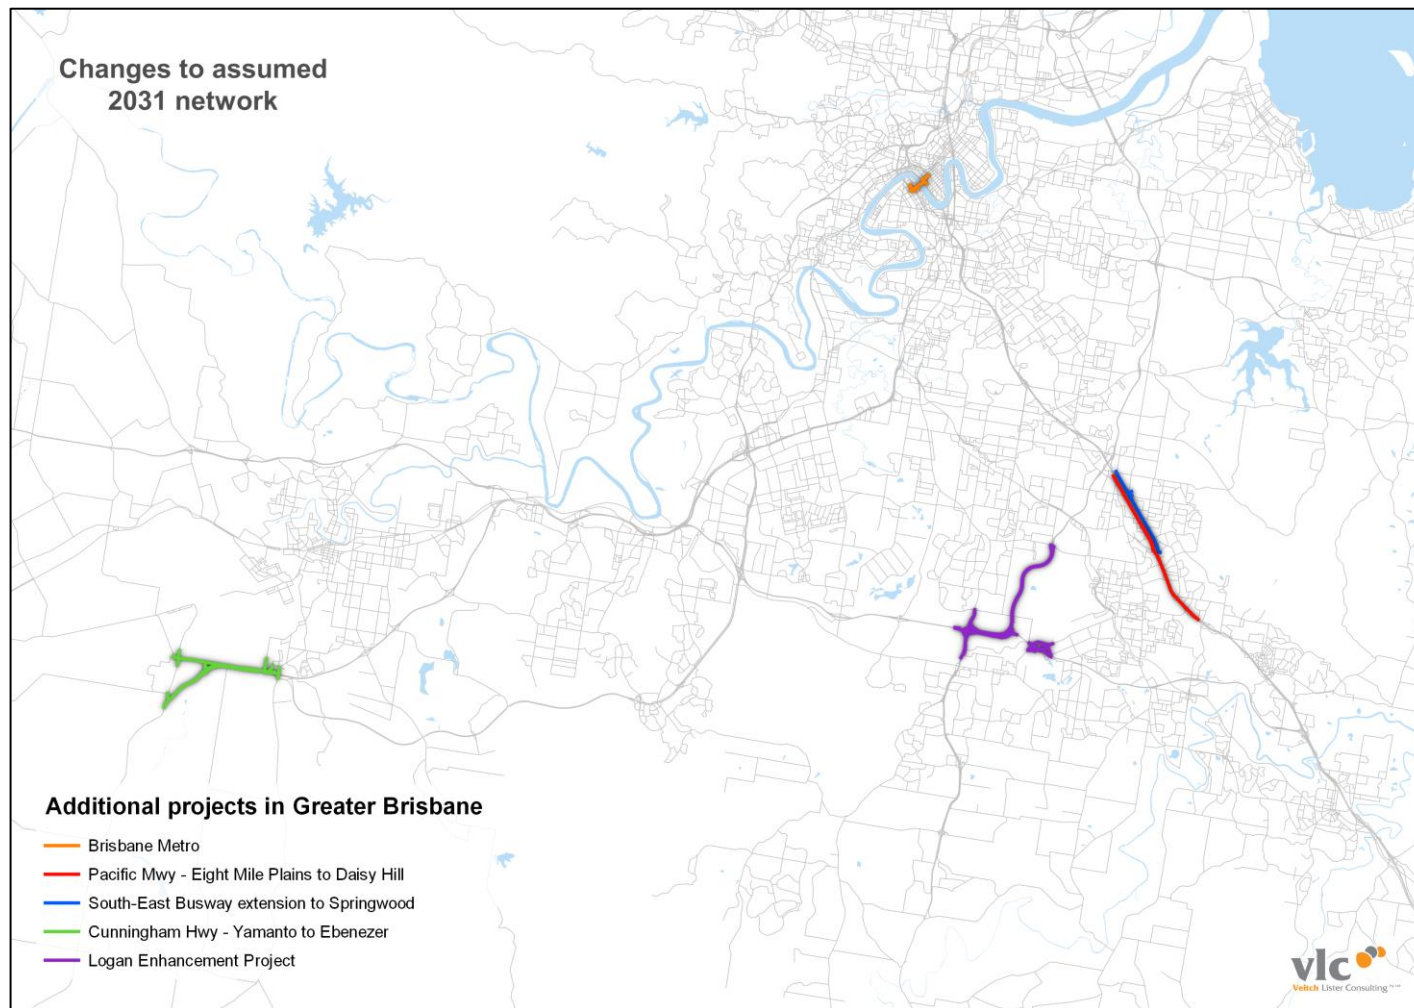 Changes to assumed
2031 network
Additional projects in Greater Brisbane
Brisbane Metro
Pacific Mwy - Eight Mile Plains to Daisy Hill
South-East Busway extension to Springwood
Cunningham Hwy - Yamanto to Ebenezer
Logan Enhancement Project
vlc
Veitch Lister Consulting